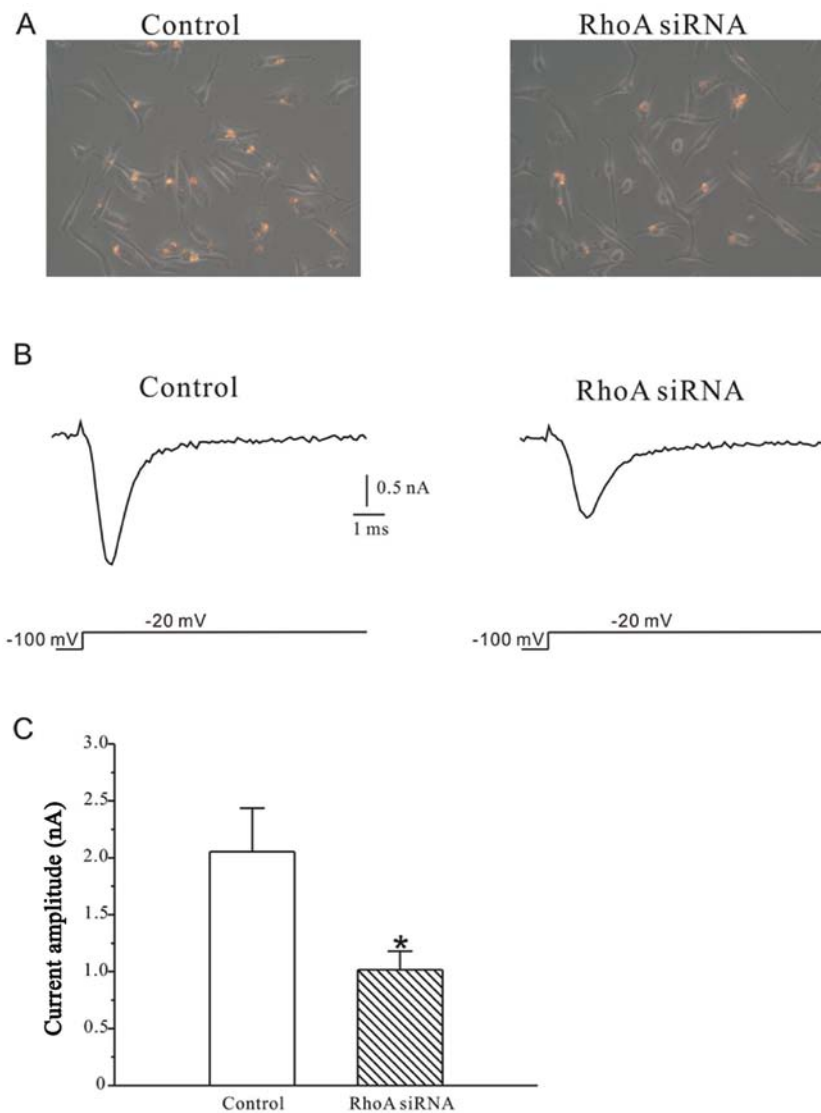 A
Control
RhoA siRNA
B
Control
RhoA siRNA
0.5 nA
1 ms
-20 mV
-100 mV
-20 mV
-100 mV
C
3.0
2.5
2.0
1.5
1.0
0.5
0
Current amplitude (nA)
*
Control
RhoA siRNA